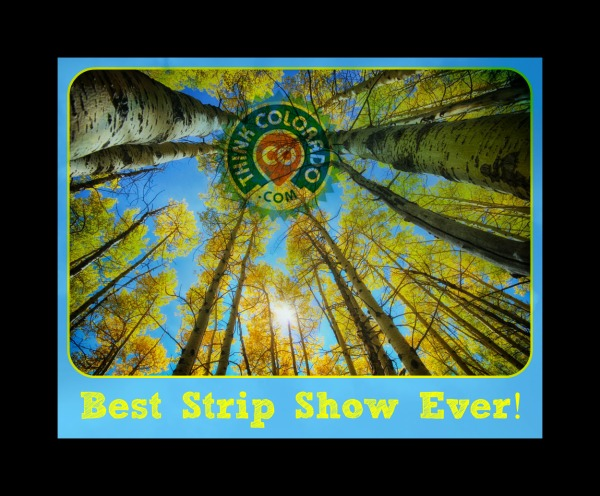 THINK COLORADO
CO
.COM
Best Strip Show Ever!